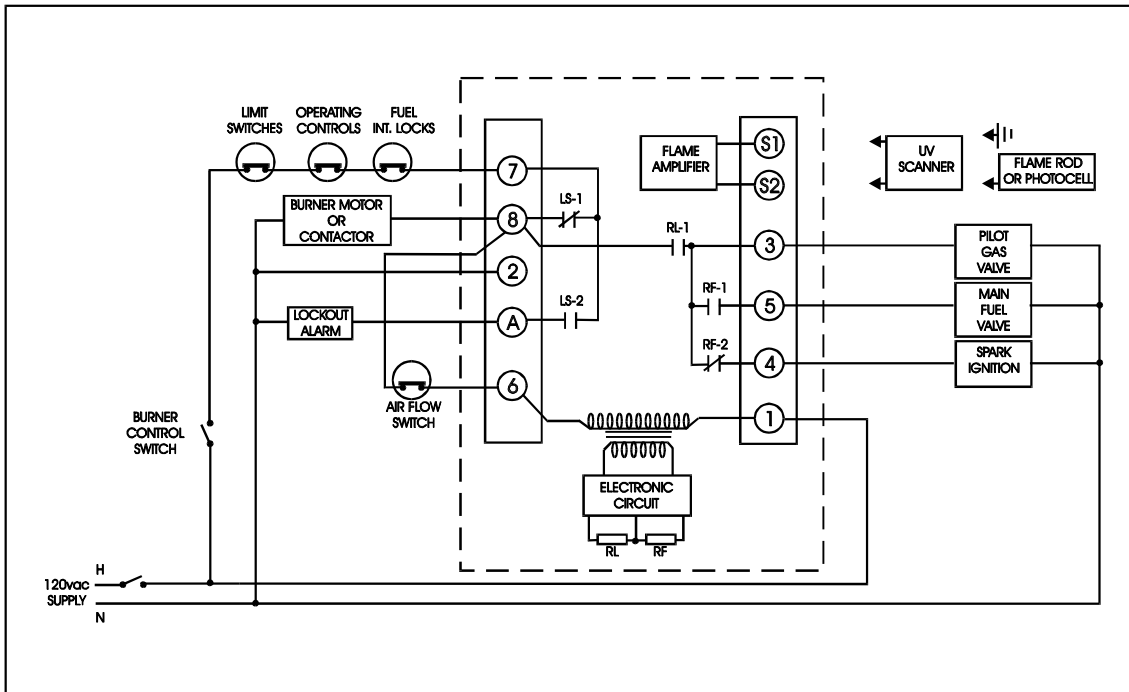 LIMIT
SWITCHES
OPERATING
CONTROLS
FUEL
INT. LOCKS
7
BURNER MOTOR
OR
CONTACTOR
8
LS-1
2
LOCKOUT
ALARM
A
LS-2
AIR FLOW
SWITCH
6
BURNER
CONTROL
SWITCH
FLAME
AMPLIFIER
S1
S2
RL-1
3
RF-1
5
RF-2
4
1
ELECTRONIC
CIRCUIT
RL
RF
UV
SCANNER
FLAME ROD
OR PHOTOCELL
PILOT
GAS
VALVE
MAIN
FUEL
VALVE
SPARK
IGNITION
H
120vac
SUPPLY
N